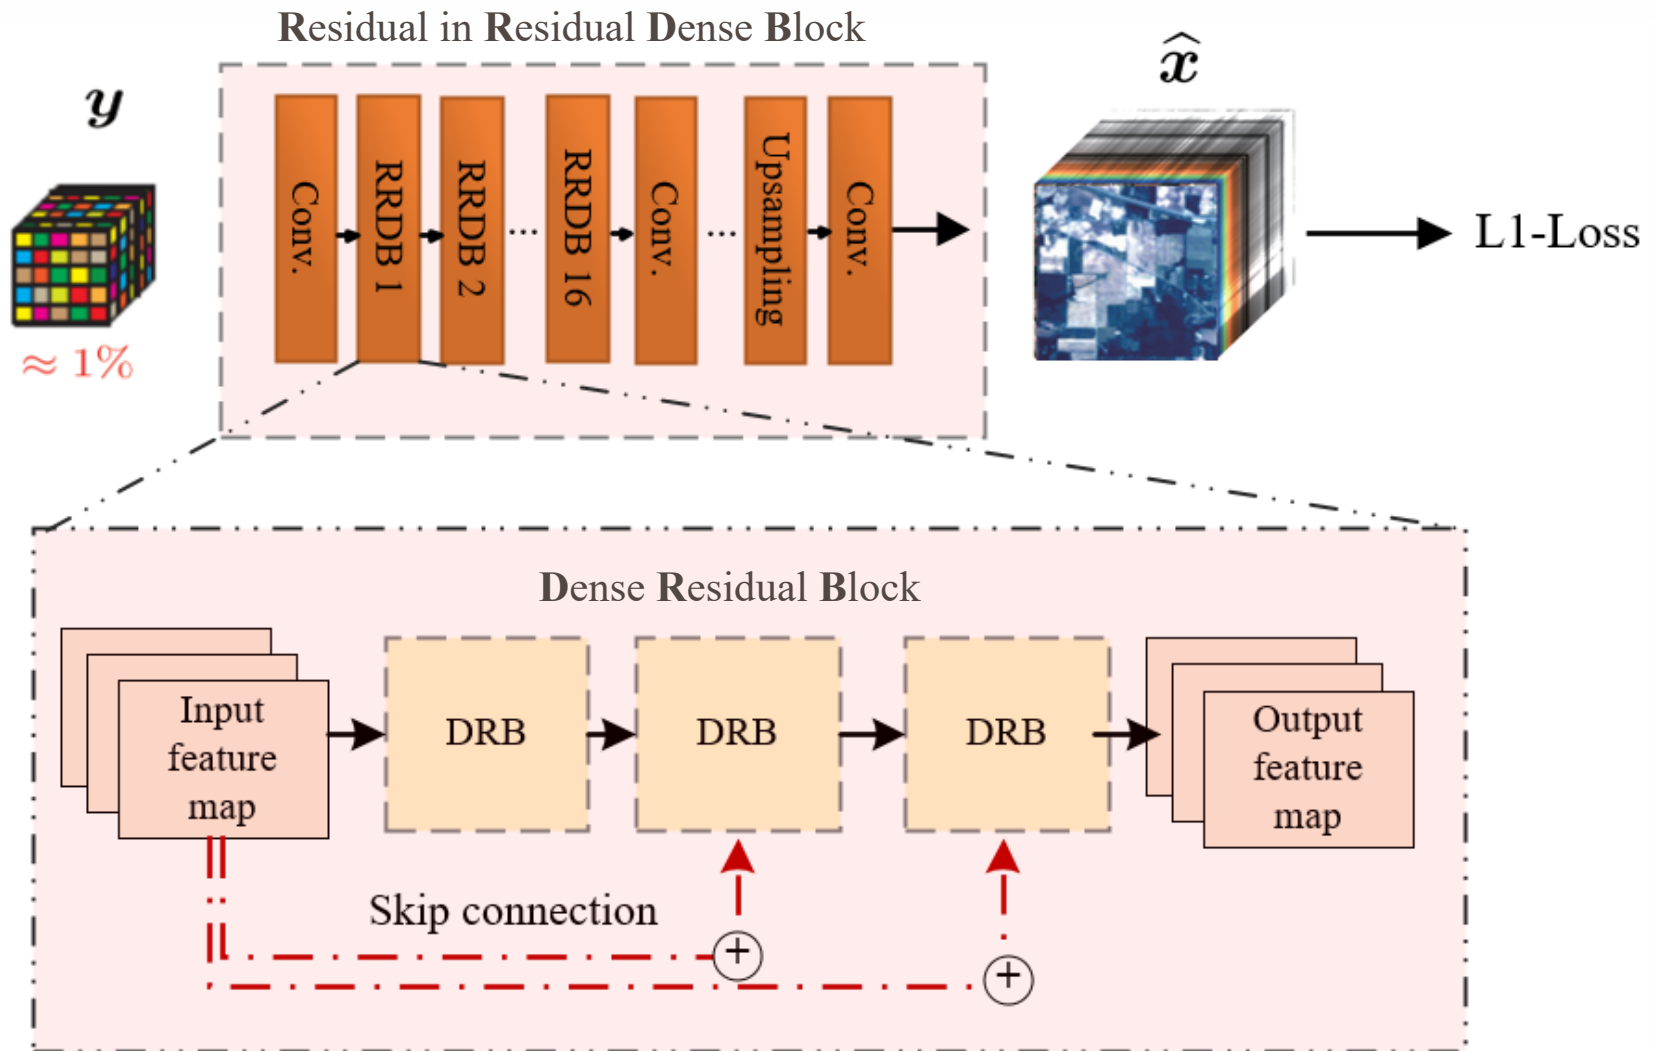 Residual in Residual Dense Block
y
≈ 1%
Conv.
RRDB 1
RRDB 2
...
RRDB 16
Conv.
...
Upsampling
Conv.
x̂
L1-Loss
Dense Residual Block
Input
feature
map
DRB
DRB
DRB
Output
feature
map
Skip connection
+
+